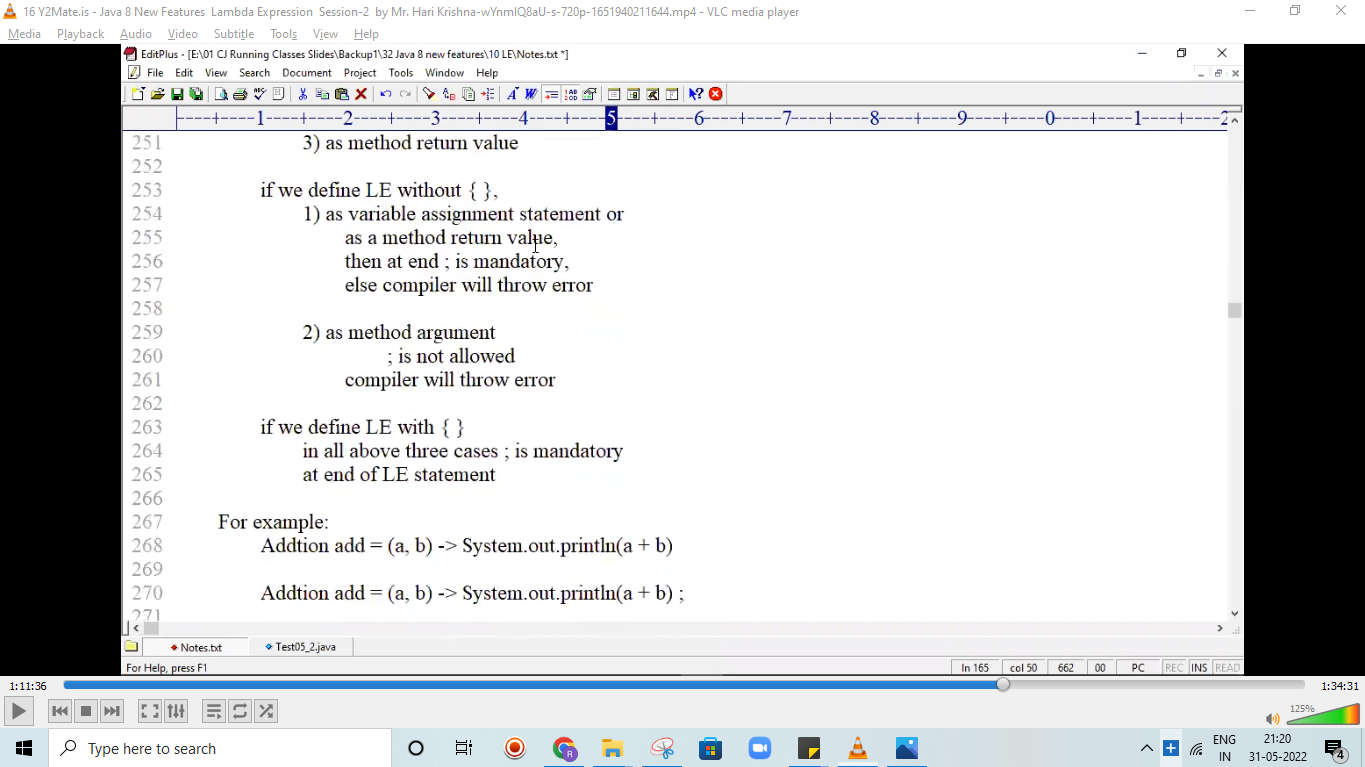 16 Y2Mate.is - Java 8 New Features Lambda Expression Session-2 by Mr. Hari Krishna-wYnmIQ8aU-s-720p-1651940211644.mp4 - VLC media player
Media Playback Audio Video Subtitle Tools View Help
EditPlus - [E:\01 CJ Running Classes Slides\Backup1\32 Java 8 new features\10 LE\Notes.txt *]
File Edit View Search Document Project Tools Window Help
----+----1----+----2----+----3----+----4----+----5----+----6----+----7----+----8----+----9----+----0----+----1----+----2
251 3) as method return value
252
253 if we define LE without { },
254 1) as variable assignment statement or
255 as a method return value,
256 then at end ; is mandatory,
257 else compiler will throw error
258
259 2) as method argument
260 ; is not allowed
261 compiler will throw error
262
263 if we define LE with { }
264 in all above three cases ; is mandatory
265 at end of LE statement
266
267 For example:
268 Addtion add = (a, b) -> System.out.println(a + b)
269
270 Addtion add = (a, b) -> System.out.println(a + b) ;
271
Notes.txt Test05_2.java
For Help, press F1 ln 165 col 50 662 00 PC REC INS READ
1:11:36 1:34:31
125%
Type here to search
ENG 21:20
IN 31-05-2022 4